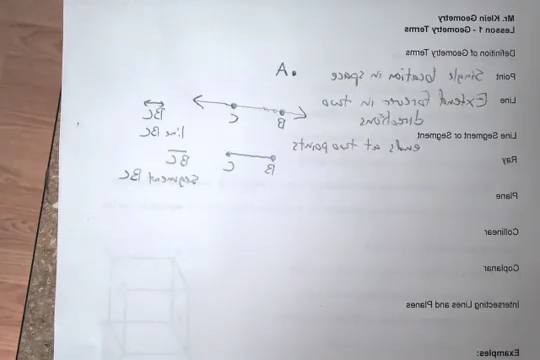 Mr. Klein Geometry
Lesson 1 - Geometry Terms
Definition of Geometry Terms
Point Single location in space A
Line Extend forever in two directions B C BC line BC
Line Segment or Segment ends at two points B C BC segment BC
Ray
Plane
Collinear
Coplanar
Intersecting Lines and Planes
Examples: